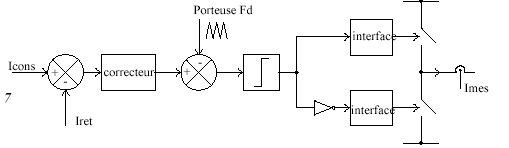 Porteuse Fd
Icons
+
-
correcteur
+
-
interface
Imes
7
interface
Iret